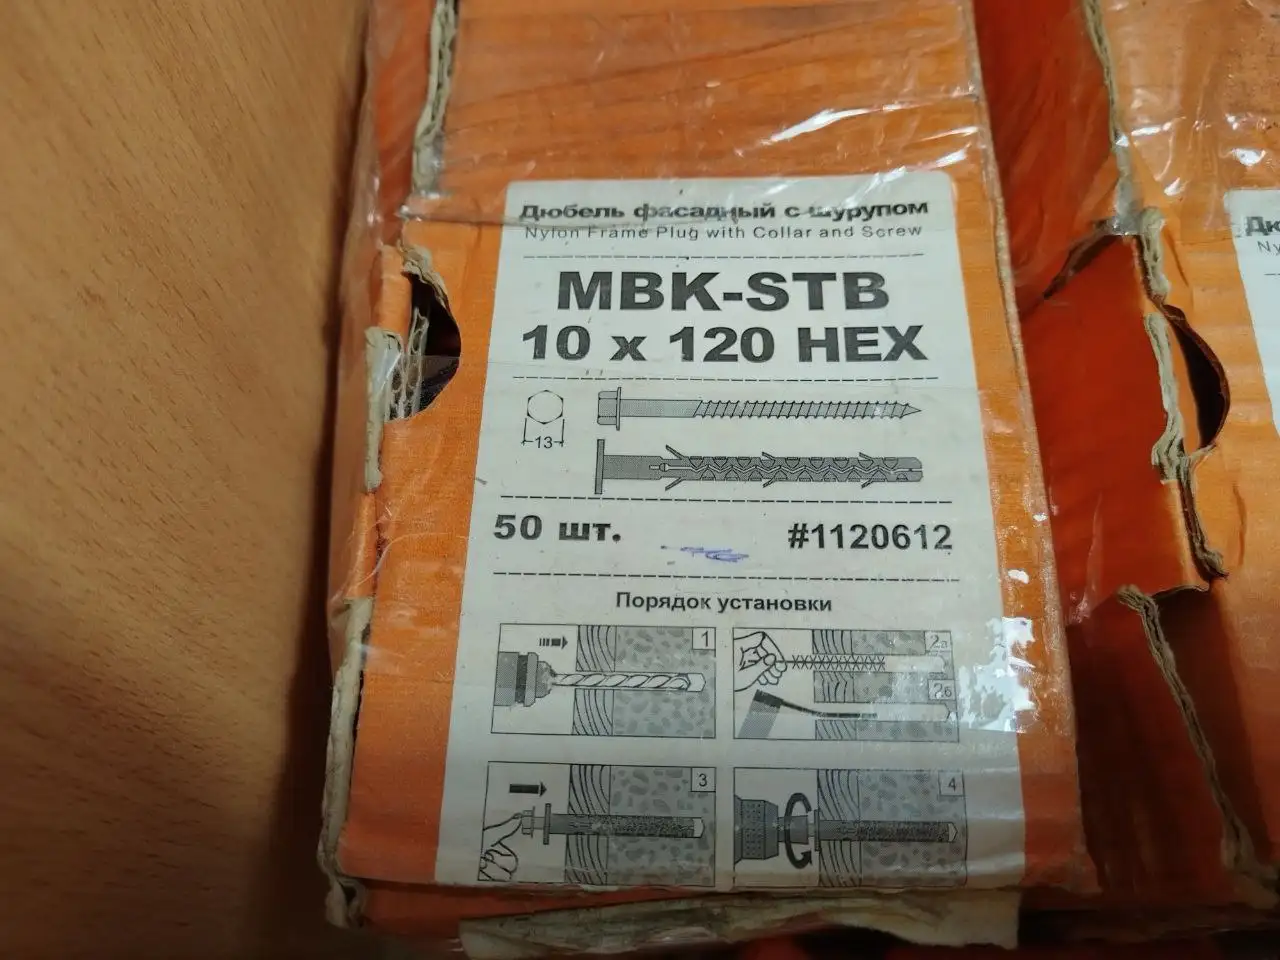 Дюбель фасадный с шурупом
Nylon Frame Plug with Collar and Screw
MBK-STB
10 x 120 HEX
13
50 шт.
#1120612
Порядок установки
1
2а
2б
3
4